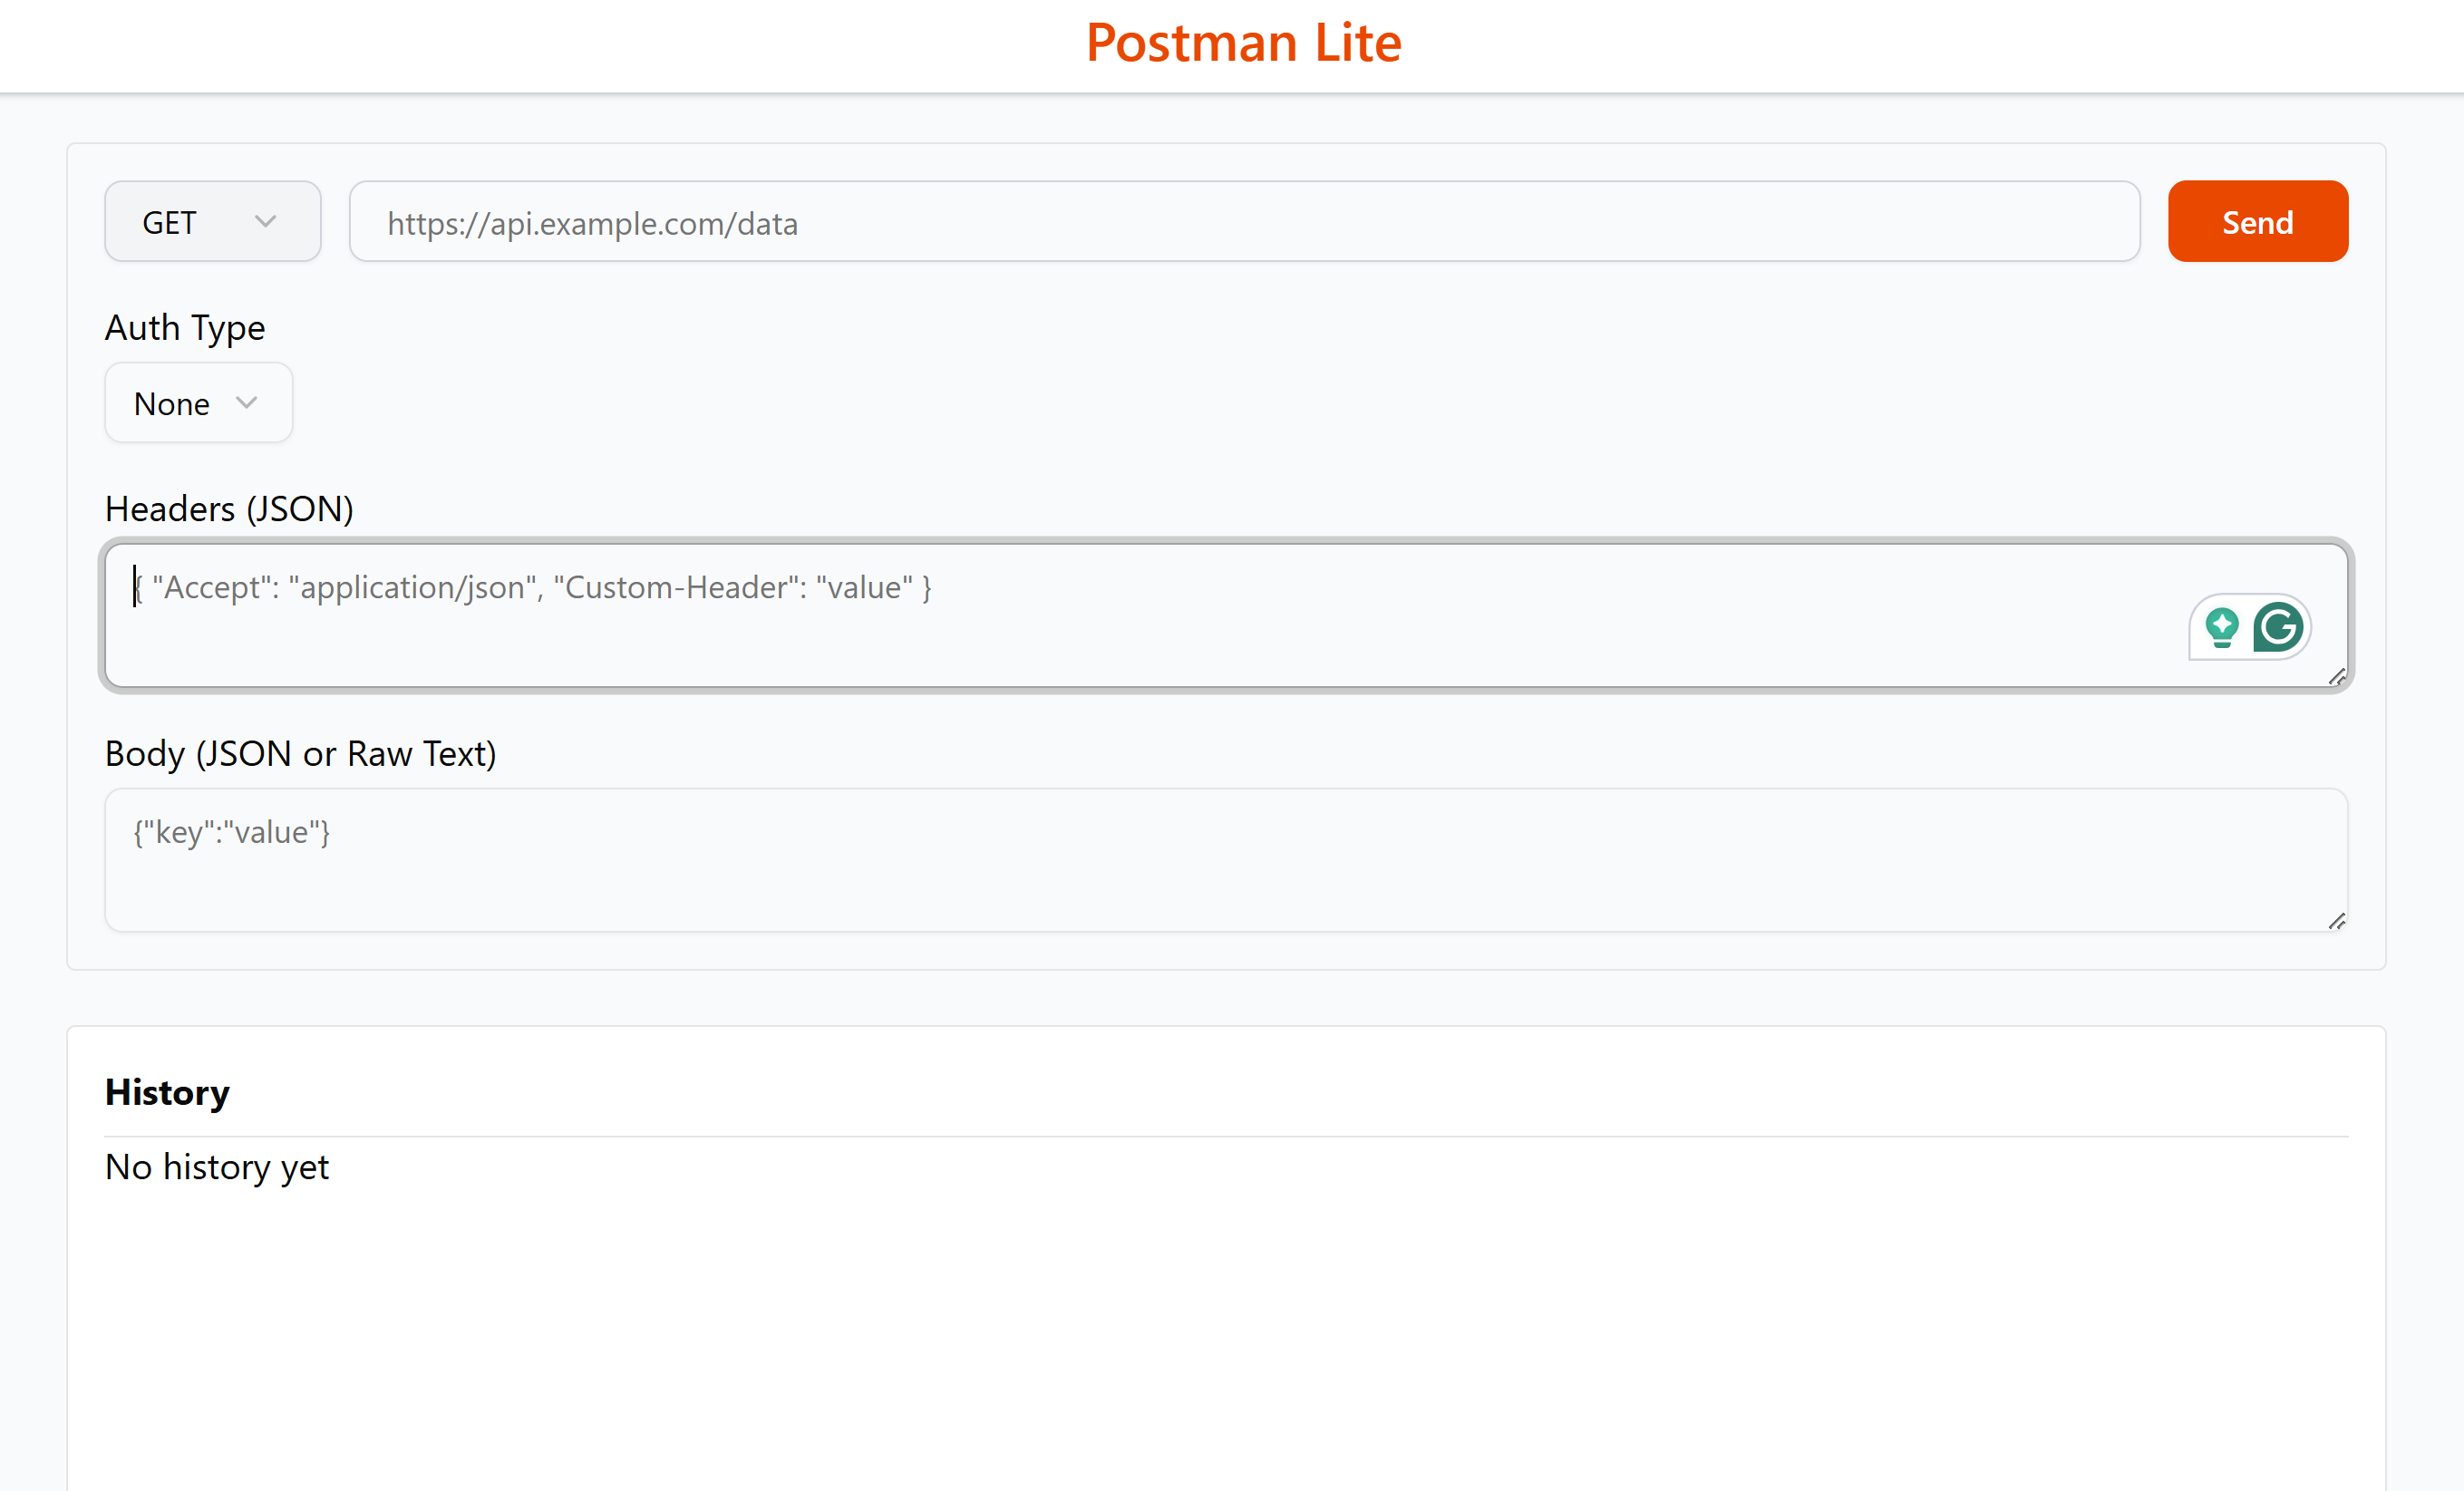 Postman Lite
GET
https://api.example.com/data
Send
Auth Type
None
Headers (JSON)
{ "Accept": "application/json", "Custom-Header": "value" }
Body (JSON or Raw Text)
{"key":"value"}
History
No history yet